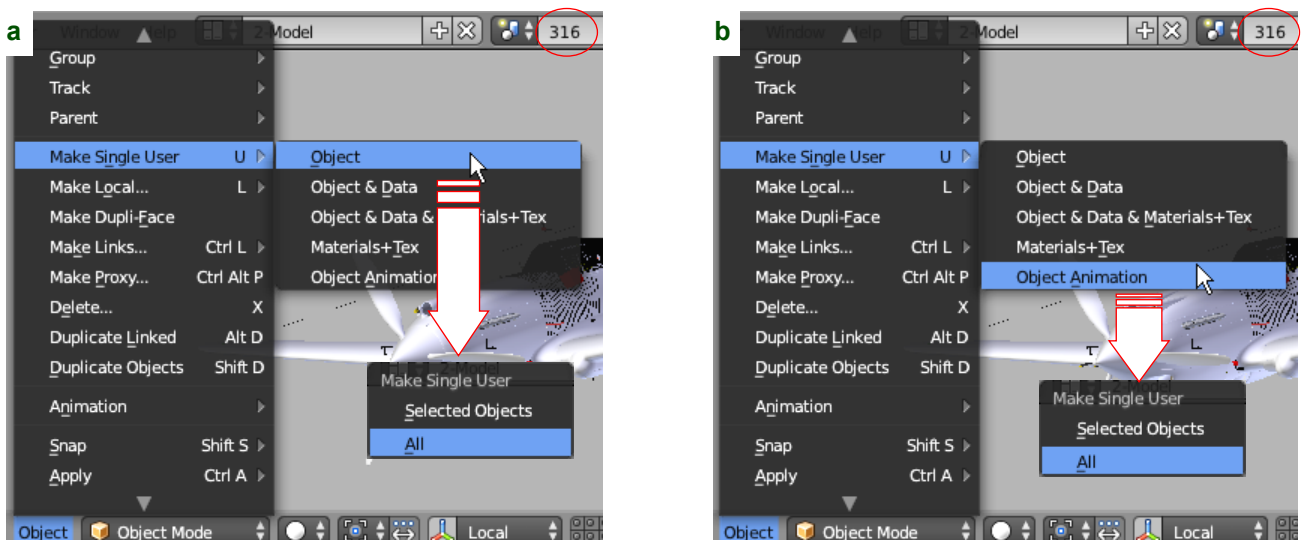 a
Window Help 2-Model 316
Group
Track
Parent
Make Single User U
Object
Make Local... L
Object & Data
Make Dupli-Face
Object & Data & rials+Tex
Make Links... Ctrl L
Materials+Tex
Make Proxy... Ctrl Alt P
Object Animation
Delete... X
Duplicate Linked Alt D
Duplicate Objects Shift D
2-Model
Make Single User
Animation
Selected Objects
Snap Shift S
All
Apply Ctrl A
Object Object Mode Local
b
Window Help 2-Model 316
Group
Track
Parent
Make Single User U
Object
Make Local... L
Object & Data
Make Dupli-Face
Object & Data & Materials+Tex
Make Links... Ctrl L
Materials+Tex
Make Proxy... Ctrl Alt P
Object Animation
Delete... X
Duplicate Linked Alt D
Duplicate Objects Shift D
2-Model
Make Single User
Animation
Selected Objects
Snap Shift S
All
Apply Ctrl A
Object Object Mode Local